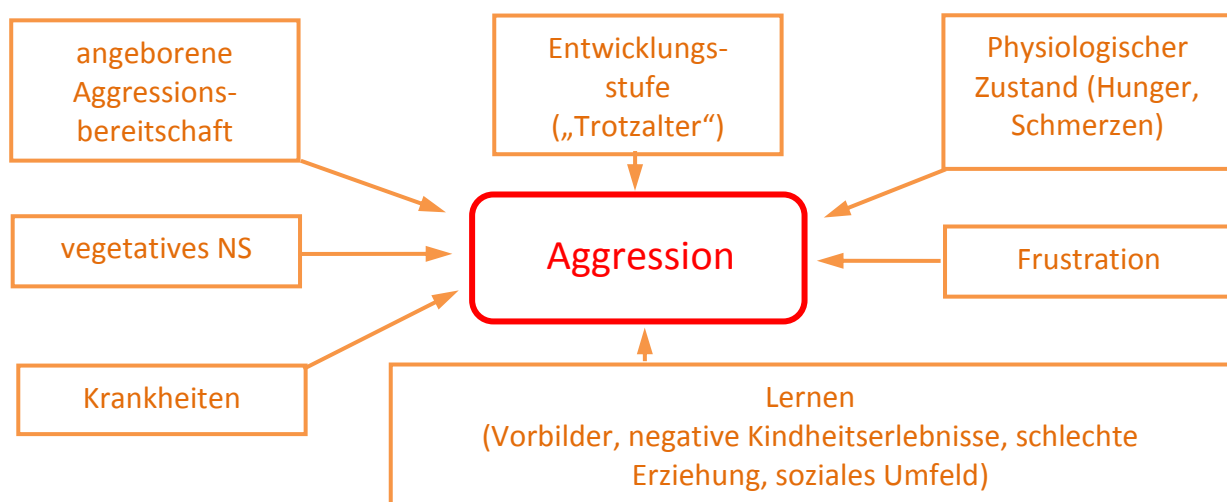 angeborene
Aggressions-
bereitschaft
Entwicklungs-
stufe
(„Trotzalter“)
Physiologischer
Zustand (Hunger,
Schmerzen)
vegetatives NS
Aggression
Frustration
Krankheiten
Lernen
(Vorbilder, negative Kindheitserlebnisse, schlechte
Erziehung, soziales Umfeld)